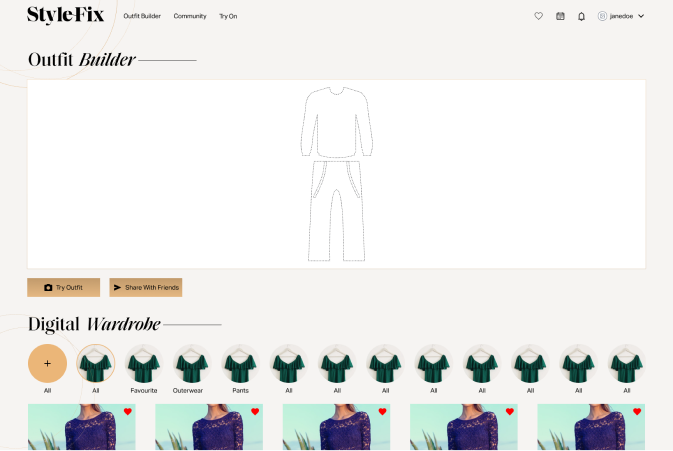 StyleFix
Outfit Builder Community Try On janedoe
Outfit Builder
Try Outfit Share With Friends
Digital Wardrobe
All All Favourite Outerwear Pants All All All All All All All All